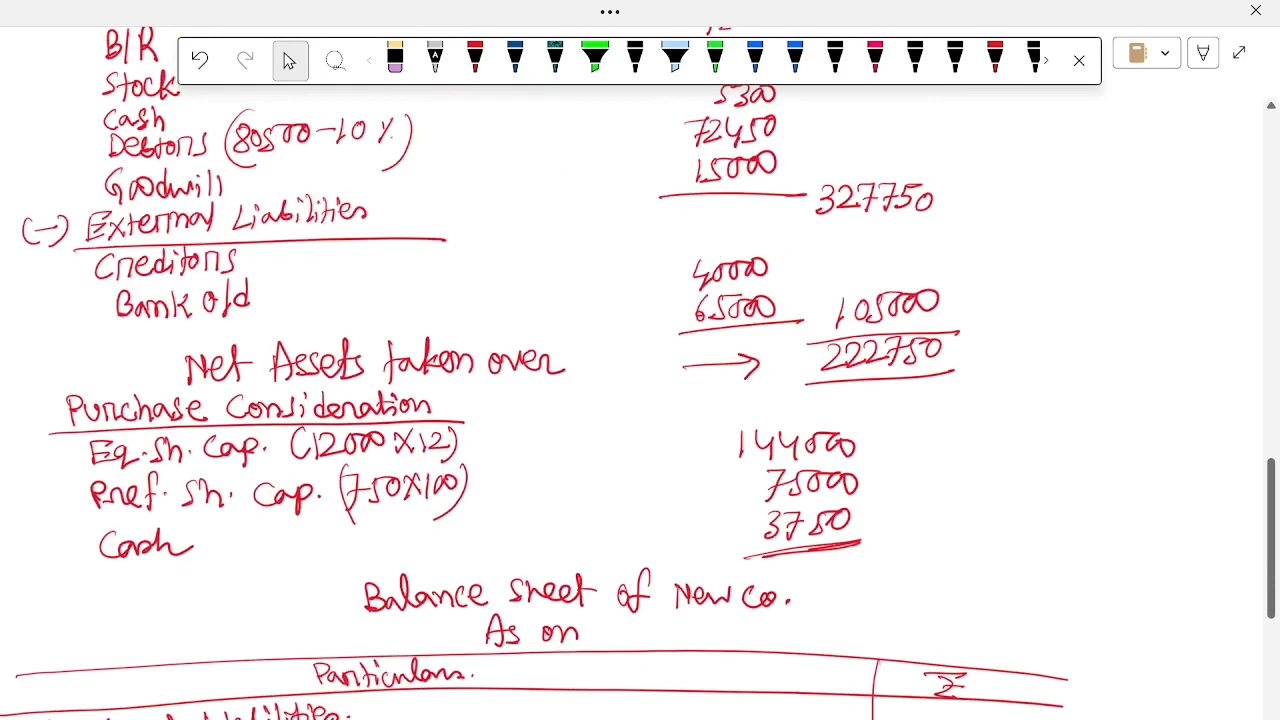 B/R
Stock
5300
Cash
72450
Debtors (80500-10%)
15000
Goodwill
327750
(-) External Liabilities
Creditors 40000
Bank O/d 65000 105000
Net Assets taken over → 222750
Purchase Consideration
Eq. Sh. Cap. (12000×12) 144000
Pref. Sh. Cap. (750×100) 75000
Cash 3750
Balance Sheet of New Co.
As on
Particulars.